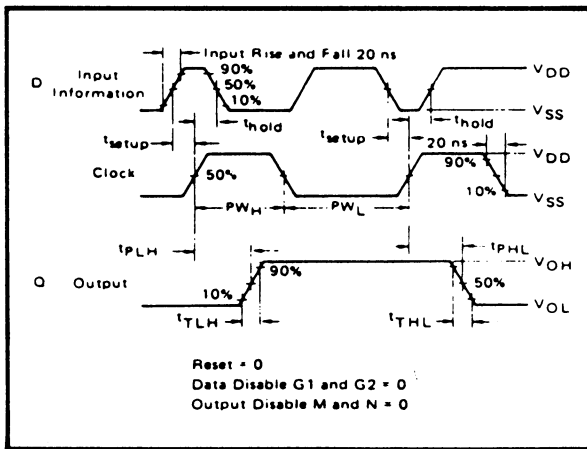 Input Rise and Fall 20 ns
D Input Information
90%
50%
10%
VDD
VSS
thold
thold
tsetup
tsetup
20 ns
Clock
50%
90%
10%
VDD
VSS
PWH
PWL
tPLH
tPHL
Q Output
10%
90%
50%
VOH
VOL
tTLH
tTHL
Reset = 0
Data Disable G1 and G2 = 0
Output Disable M and N = 0